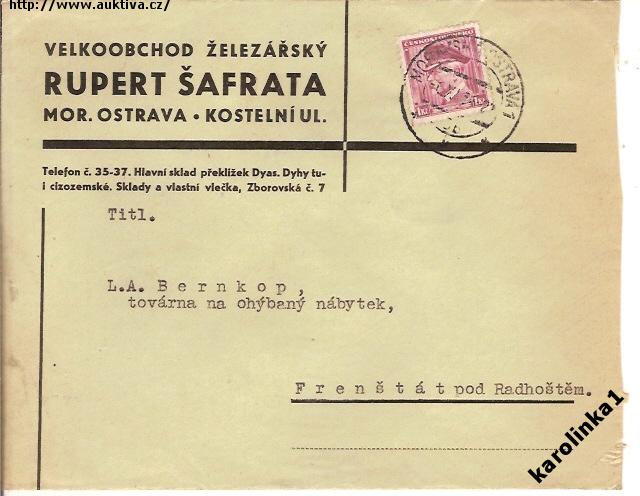 http://www.auktiva.cz/
VELKOOBCHOD ŽELEZÁŘSKÝ
RUPERT ŠAFRATA
MOR. OSTRAVA • KOSTELNÍ UL.
Telefon č. 35-37. Hlavní sklad překližek Dyas. Dyhy tu-
i cizozemské. Sklady a vlastní vlečka, Zborovská č. 7
ČESKOSLOVENSKO
OSTRAVA 1
Titl.
L.A. Bernkop,
továrna na ohýbaný nábytek,
Frenštát pod Radhoštěm.
karolinka1